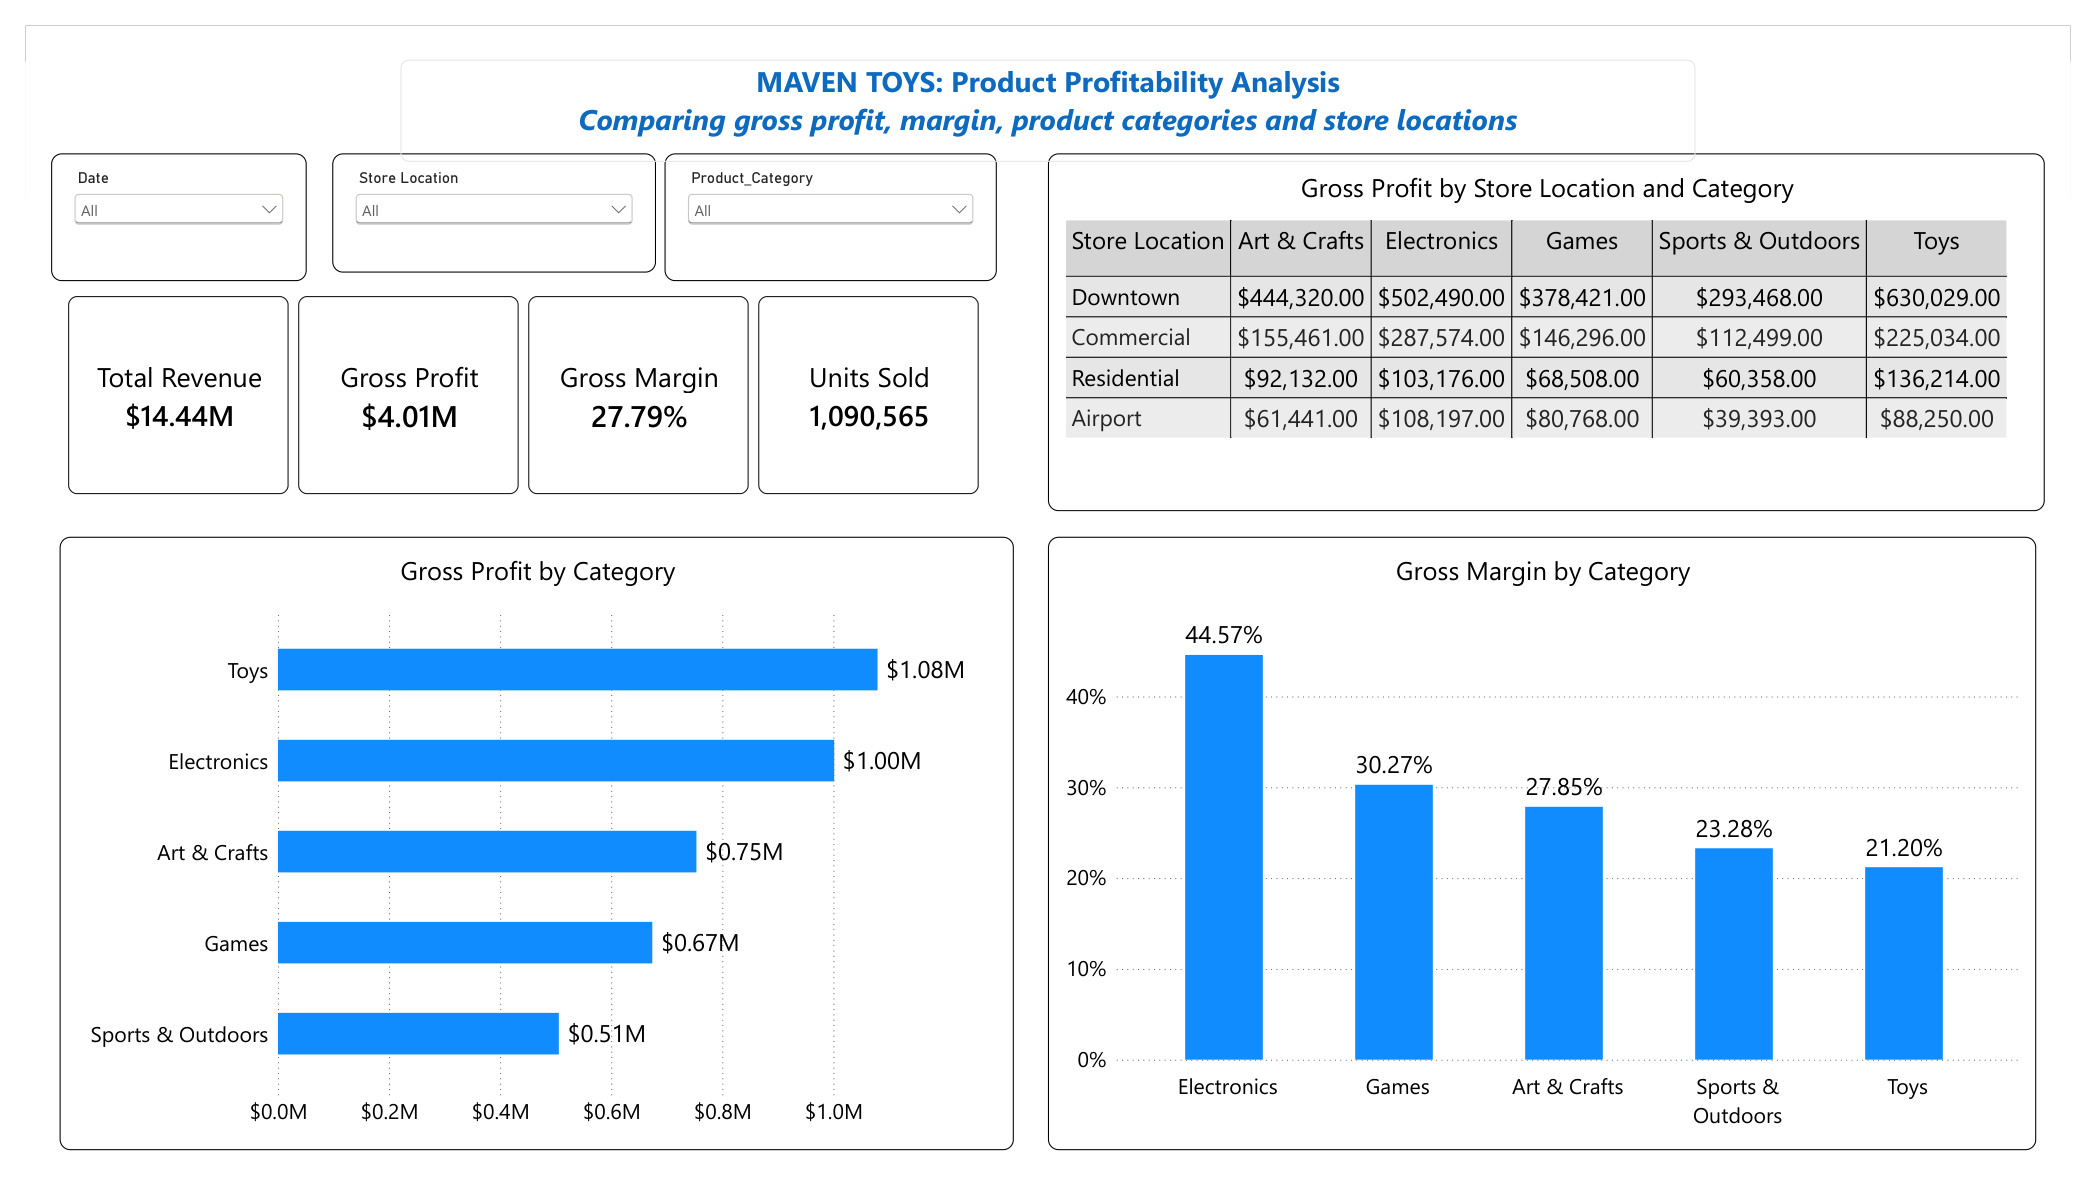 MAVEN TOYS: Product Profitability Analysis
Comparing gross profit, margin, product categories and store locations
Date
All
Store Location
All
Product_Category
All
Total Revenue
$14.44M
Gross Profit
$4.01M
Gross Margin
27.79%
Units Sold
1,090,565
Gross Profit by Store Location and Category
Store Location Art & Crafts Electronics Games Sports & Outdoors Toys
Downtown $444,320.00 $502,490.00 $378,421.00 $293,468.00 $630,029.00
Commercial $155,461.00 $287,574.00 $146,296.00 $112,499.00 $225,034.00
Residential $92,132.00 $103,176.00 $68,508.00 $60,358.00 $136,214.00
Airport $61,441.00 $108,197.00 $80,768.00 $39,393.00 $88,250.00
Gross Profit by Category
Toys $1.08M
Electronics $1.00M
Art & Crafts $0.75M
Games $0.67M
Sports & Outdoors $0.51M
$0.0M $0.2M $0.4M $0.6M $0.8M $1.0M
Gross Margin by Category
44.57%
40%
30.27%
30%
27.85%
23.28%
21.20%
20%
10%
0%
Electronics Games Art & Crafts Sports & Toys
Outdoors